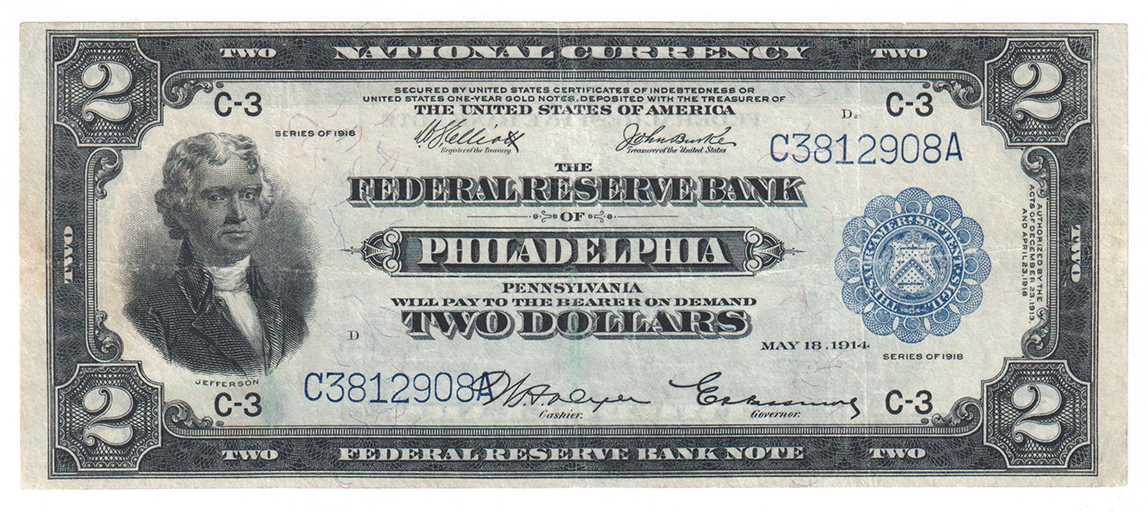 TWO NATIONAL CURRENCY TWO
2 2
C-3 C-3
SECURED BY UNITED STATES CERTIFICATES OF INDEBTEDNESS OR
UNITED STATES ONE-YEAR GOLD NOTES, DEPOSITED WITH THE TREASURER OF
THE UNITED STATES OF AMERICA
D
SERIES OF 1918
Register of the Treasury.
John Burke
Treasurer of the United States
C3812908A
THE
FEDERAL RESERVE BANK
OF
PHILADELPHIA
PENNSYLVANIA
WILL PAY TO THE BEARER ON DEMAND
TWO DOLLARS
AUTHORIZED BY THE
ACTS OF DECEMBER 23, 1913,
AND APRIL 23, 1918
TWO
TWO
D
MAY 18, 1914
SERIES OF 1918
JEFFERSON
C3812908A
C-3 C-3
Cashier.
Governor.
2 2
TWO FEDERAL RESERVE BANK NOTE TWO